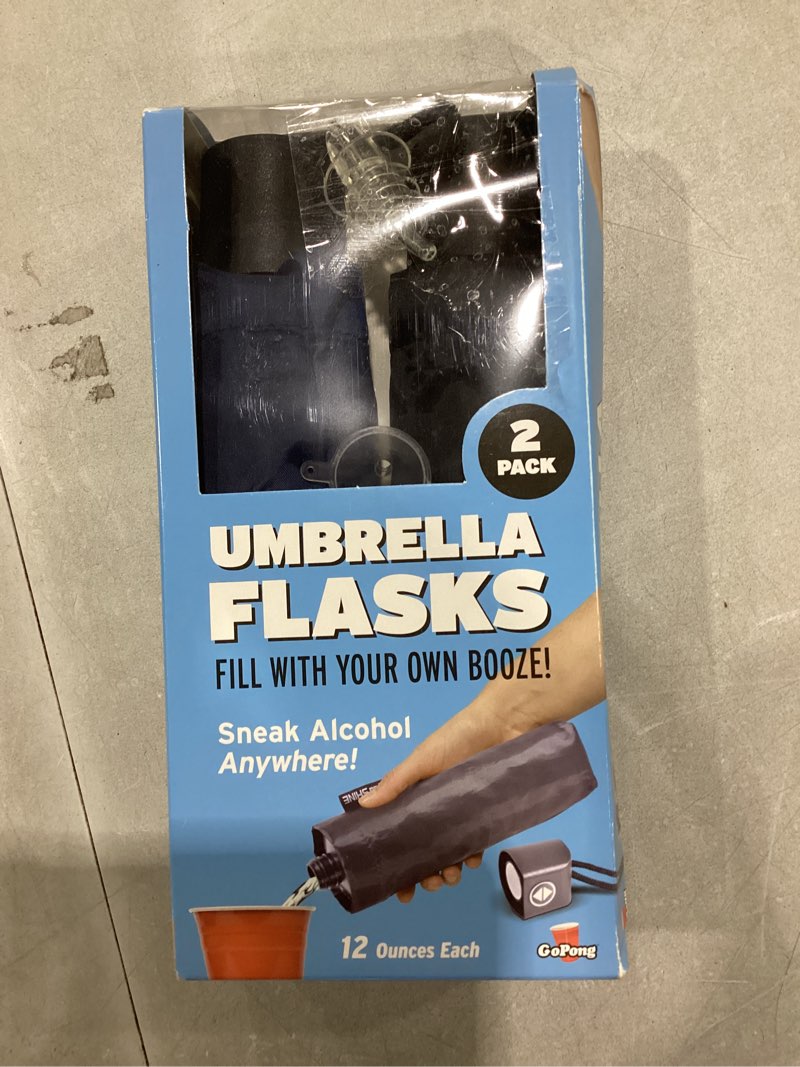 2
PACK
UMBRELLA
FLASKS
FILL WITH YOUR OWN BOOZE!
Sneak Alcohol
Anywhere!
12 Ounces Each
GoPong